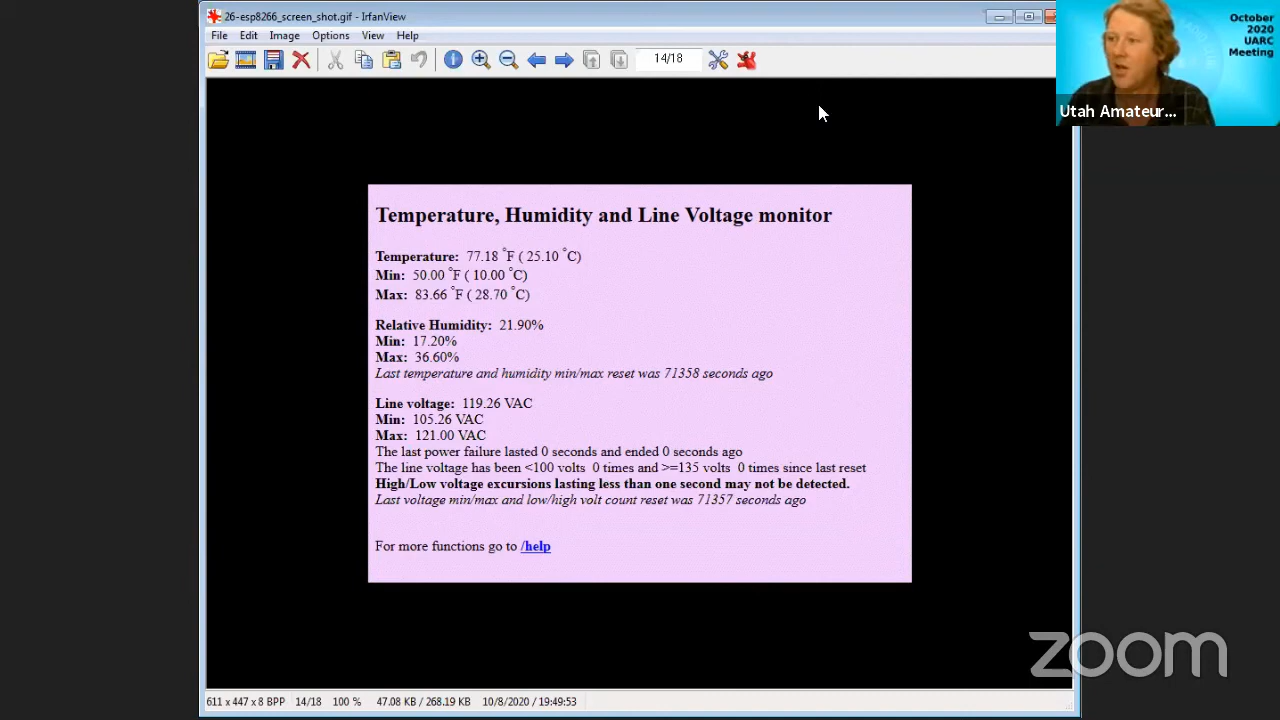 26-esp8266_screen_shot.gif - IrfanView
File Edit Image Options View Help
14/18
October
2020
UARC
Meeting
Utah Amateur...
Temperature, Humidity and Line Voltage monitor
Temperature: 77.18 °F ( 25.10 °C)
Min: 50.00 °F ( 10.00 °C)
Max: 83.66 °F ( 28.70 °C)
Relative Humidity: 21.90%
Min: 17.20%
Max: 36.60%
Last temperature and humidity min/max reset was 71358 seconds ago
Line voltage: 119.26 VAC
Min: 105.26 VAC
Max: 121.00 VAC
The last power failure lasted 0 seconds and ended 0 seconds ago
The line voltage has been <100 volts 0 times and >=135 volts 0 times since last reset
High/Low voltage excursions lasting less than one second may not be detected.
Last voltage min/max and low/high volt count reset was 71357 seconds ago
For more functions go to /help
zoom
611 x 447 x 8 BPP 14/18 100 % 47.08 KB / 268.19 KB 10/8/2020 / 19:49:53